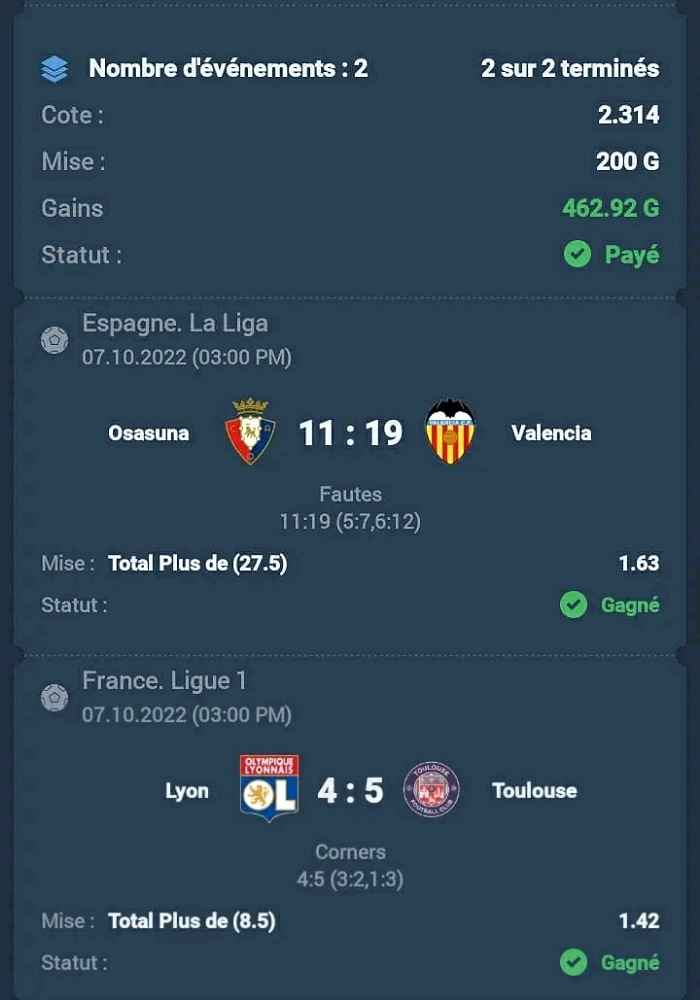 Nombre d'événements : 2 2 sur 2 terminés
Cote : 2.314
Mise : 200 G
Gains 462.92 G
Statut : Payé
Espagne. La Liga
07.10.2022 (03:00 PM)
Osasuna 11 : 19 Valencia
Fautes
11:19 (5:7,6:12)
Mise : Total Plus de (27.5) 1.63
Statut : Gagné
France. Ligue 1
07.10.2022 (03:00 PM)
OLYMPIQUE
LYONNAIS
OL
TOULOUSE
FOOTBALL CLUB
Lyon 4 : 5 Toulouse
Corners
4:5 (3:2,1:3)
Mise : Total Plus de (8.5) 1.42
Statut : Gagné